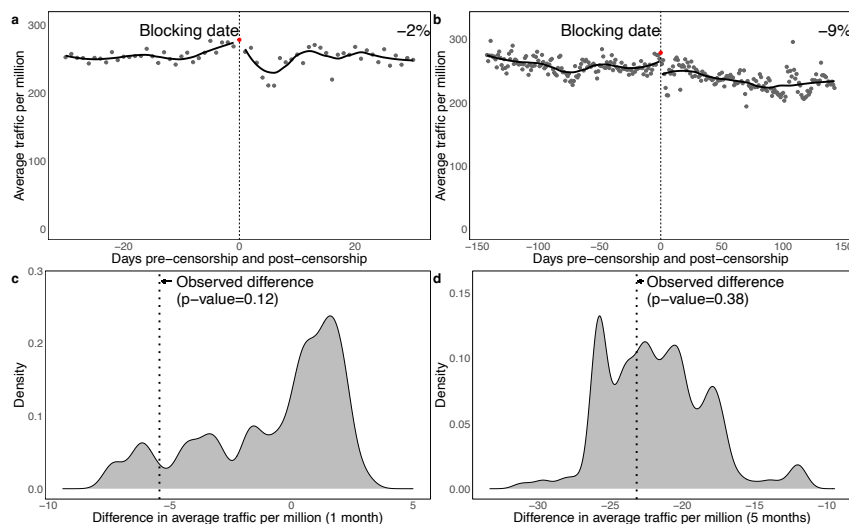 a
Blocking date
−2%
300
200
100
0
−20
0
20
Average traffic per million
Days pre−censorship and post−censorship
b
Blocking date
−9%
300
200
100
0
−150
−100
−50
0
50
100
150
Average traffic per million
Days pre−censorship and post−censorship
c
Observed difference
(p−value=0.12)
0.3
0.2
0.1
0.0
−10
−5
0
5
Density
Difference in average traffic per million (1 month)
d
Observed difference
(p−value=0.38)
0.15
0.10
0.05
0.00
−30
−20
−20
−10
Density
Difference in average traffic per million (5 months)